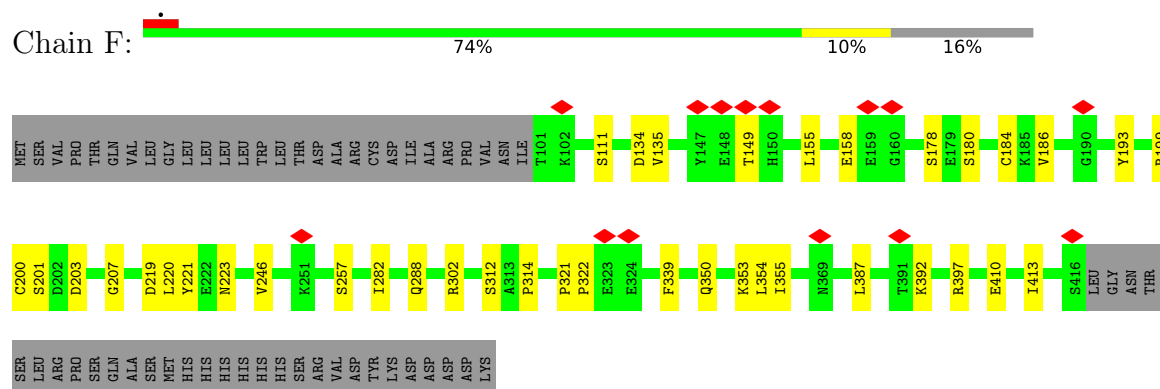 Chain F:
•
74% 10% 16%
MET SER VAL PRO THR GLN VAL LEU GLY LEU LEU LEU LEU TRP LEU THR ASP ALA ARG CYS ASP ILE ALA ARG PRO VAL ASN ILE T101 K102 S111 D134 V135 Y147 E148 T149 H150 L155 E158 E159 G160 S178 E179 S180 C184 K185 V186 G190 Y193
C200 S201 D202 D203 G207 D219 L220 Y221 E222 N223 V246 K251 S257 I282 Q288 R302 S312 A313 P314 P321 P322 E323 E324 F339 Q350 K353 L354 I355 N369 L387 T391 K392 R397 E410 I413 S416 LEU GLY ASN THR
SER LEU ARG PRO SER GLN ALA SER MET HIS HIS HIS HIS HIS HIS SER ARG VAL ASP TYR LYS ASP ASP ASP ASP LYS